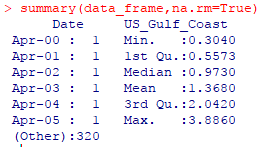 > summary(data_frame,na.rm=True)
Date US_Gulf_Coast
Apr-00 : 1 Min. :0.3040
Apr-01 : 1 1st Qu.:0.5573
Apr-02 : 1 Median :0.9730
Apr-03 : 1 Mean :1.3680
Apr-04 : 1 3rd Qu.:2.0420
Apr-05 : 1 Max. :3.8860
(Other):320